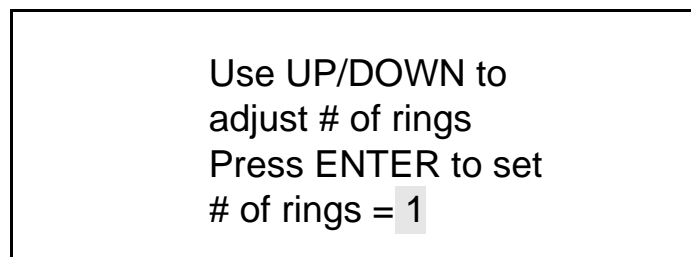 Use UP/DOWN to
adjust # of rings
Press ENTER to set
# of rings = 1